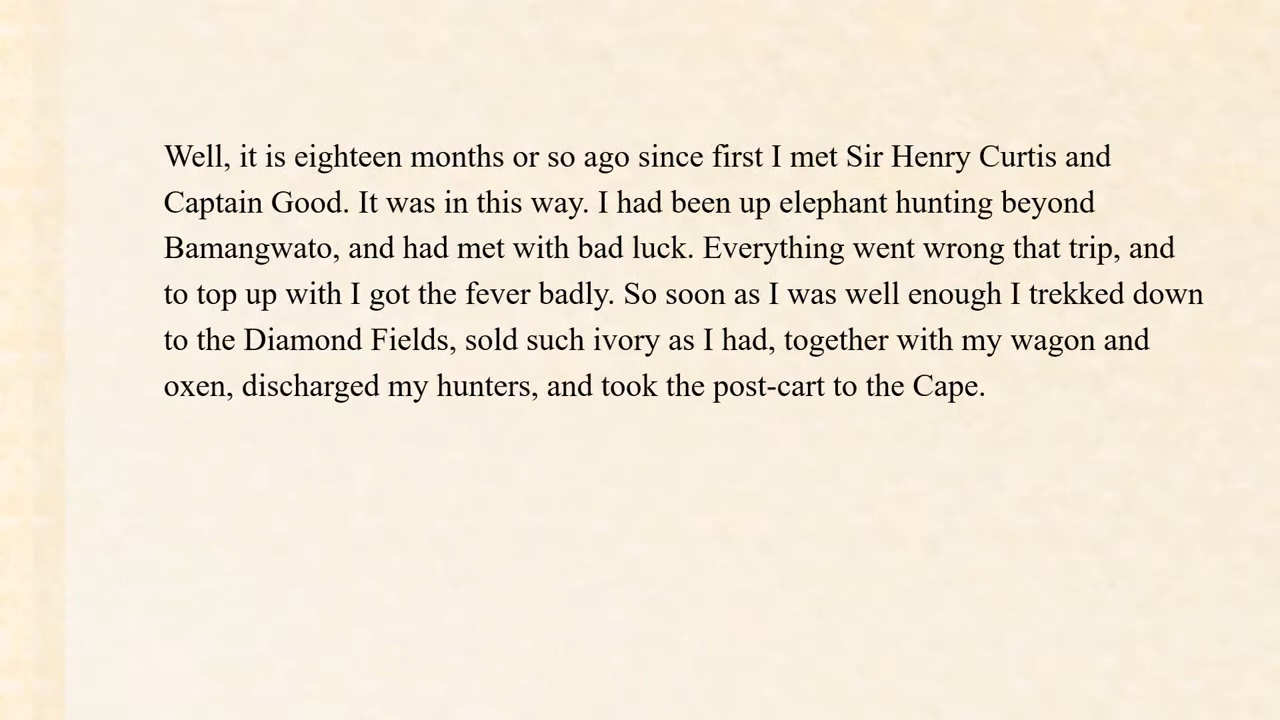 Well, it is eighteen months or so ago since first I met Sir Henry Curtis and
Captain Good. It was in this way. I had been up elephant hunting beyond
Bamangwato, and had met with bad luck. Everything went wrong that trip, and
to top up with I got the fever badly. So soon as I was well enough I trekked down
to the Diamond Fields, sold such ivory as I had, together with my wagon and
oxen, discharged my hunters, and took the post-cart to the Cape.